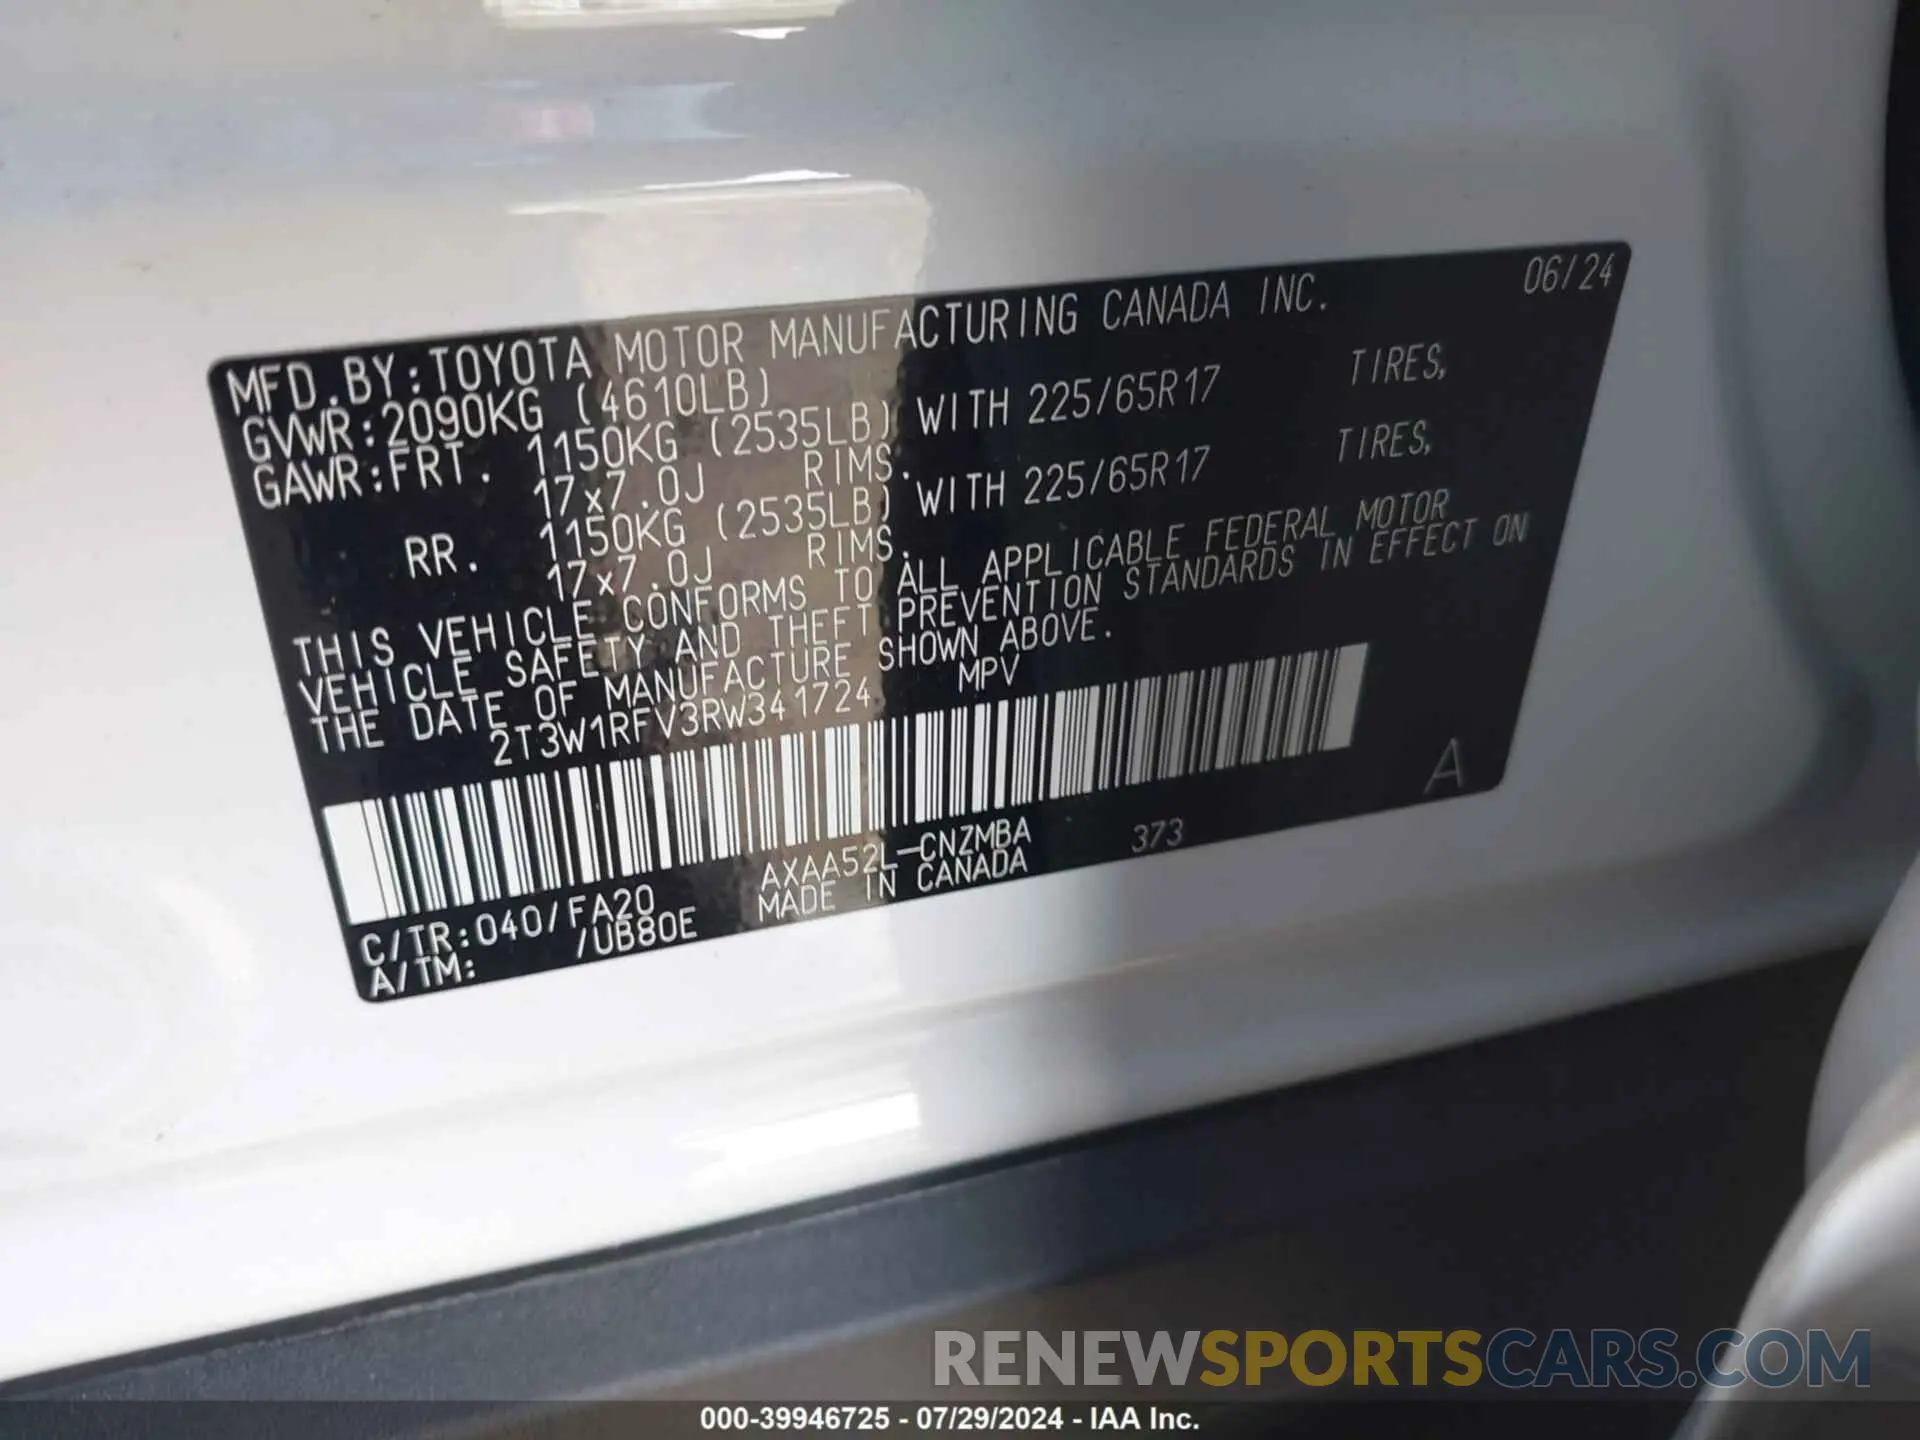 06/24
MFD.BY:TOYOTA MOTOR MANUFACTURING CANADA INC.
GVWR:2090KG (4610LB)
GAWR:FRT. 1150KG (2535LB) WITH 225/65R17 TIRES,
17x7.0J RIMS.
RR. 1150KG (2535LB) WITH 225/65R17 TIRES,
17x7.0J RIMS.
THIS VEHICLE CONFORMS TO ALL APPLICABLE FEDERAL MOTOR
VEHICLE SAFETY AND THEFT PREVENTION STANDARDS IN EFFECT ON
THE DATE OF MANUFACTURE SHOWN ABOVE.
2T3W1RFV3RW341724 MPV
A
C/TR:040/FA20 AXAA52L-CNZMBA 373
A/TM: /UB80E MADE IN CANADA
RENEWSPORTSCARS.COM
000-39946725 - 07/29/2024 - IAA Inc.